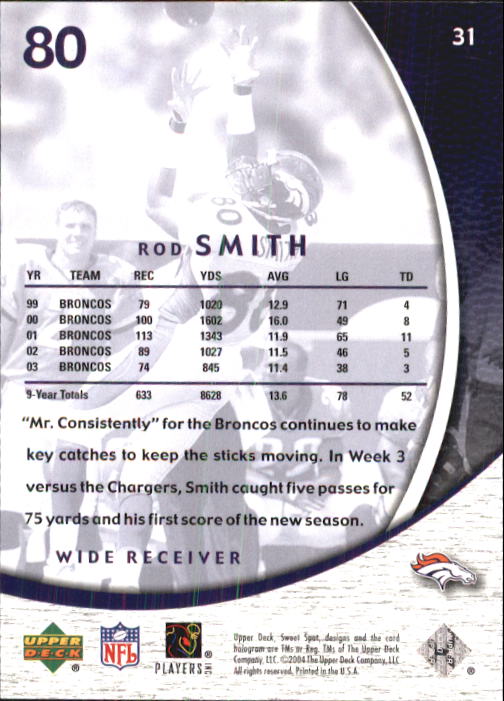 80
31
ROD SMITH
YR TEAM REC YDS AVG LG TD
99 BRONCOS 79 1020 12.9 71 4
00 BRONCOS 100 1602 16.0 49 8
01 BRONCOS 113 1343 11.9 65 11
02 BRONCOS 89 1027 11.5 46 5
03 BRONCOS 74 845 11.4 38 3
9-Year Totals 633 8628 13.6 78 52
"Mr. Consistently" for the Broncos continues to make
key catches to keep the sticks moving. In Week 3
versus the Chargers, Smith caught five passes for
75 yards and his first score of the new season.
WIDE RECEIVER
UPPER
DECK
®
NFL
®
PLAYERS INC
®
Upper Deck, Sweet Spot, designs and the card
hologram are TMs or Reg. TMs of The Upper Deck
Company, LLC. ©2004 The Upper Deck Company, LLC
All rights reserved. Printed in the U.S.A.
®